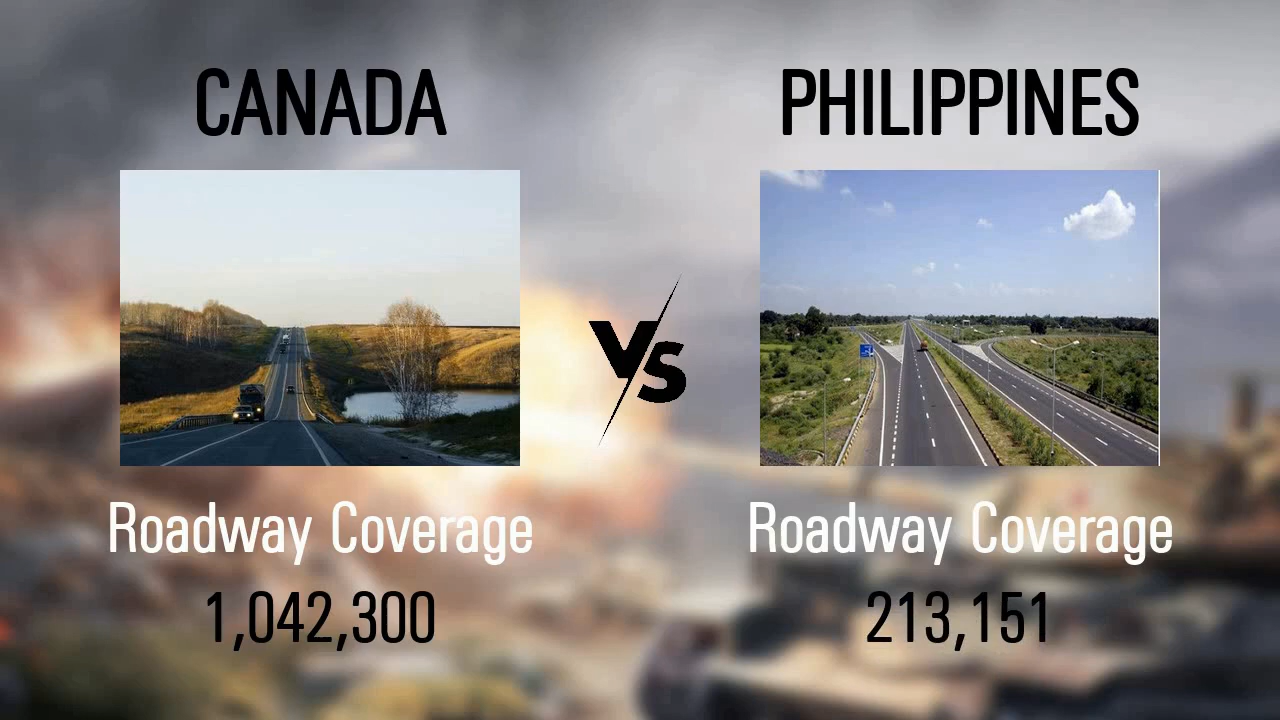 CANADA
PHILIPPINES
VS
Roadway Coverage
Roadway Coverage
1,042,300
213,151